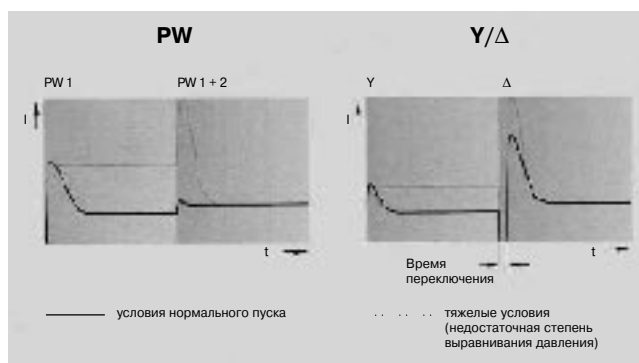 PW
Y/Δ
PW 1
PW 1 + 2
Y
Δ
I
I
t
t
Время
переключения
условия нормального пуска
тяжелые условия
(недостаточная степень
выравнивания давления)